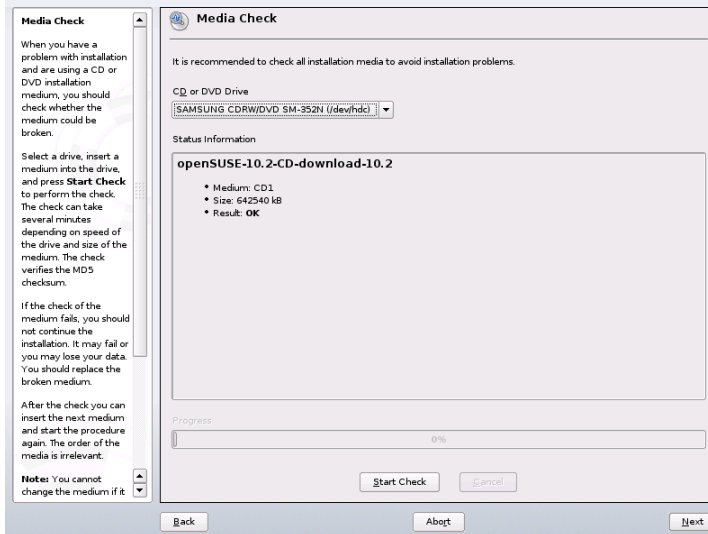 Media Check
When you have a
problem with installation
and are using a CD or
DVD installation
medium, you should
check whether the
medium could be
broken.
Select a drive, insert a
medium into the drive,
and press Start Check
to perform the check.
The check can take
several minutes
depending on speed of
the drive and size of the
medium. The check
verifies the MD5
checksum.
If the check of the
medium fails, you should
not continue the
installation. It may fail or
you may lose your data.
You should replace the
broken medium.
After the check you can
insert the next medium
and start the procedure
again. The order of the
media is irrelevant.
Note: You cannot
change the medium if it
Media Check
It is recommended to check all installation media to avoid installation problems.
CD or DVD Drive
SAMSUNG CDRW/DVD SM-352N (/dev/hdc)
Status Information
openSUSE-10.2-CD-download-10.2
• Medium: CD1
• Size: 642540 kB
• Result: OK
Progress
0%
Start Check
Cancel
Back
Abort
Next